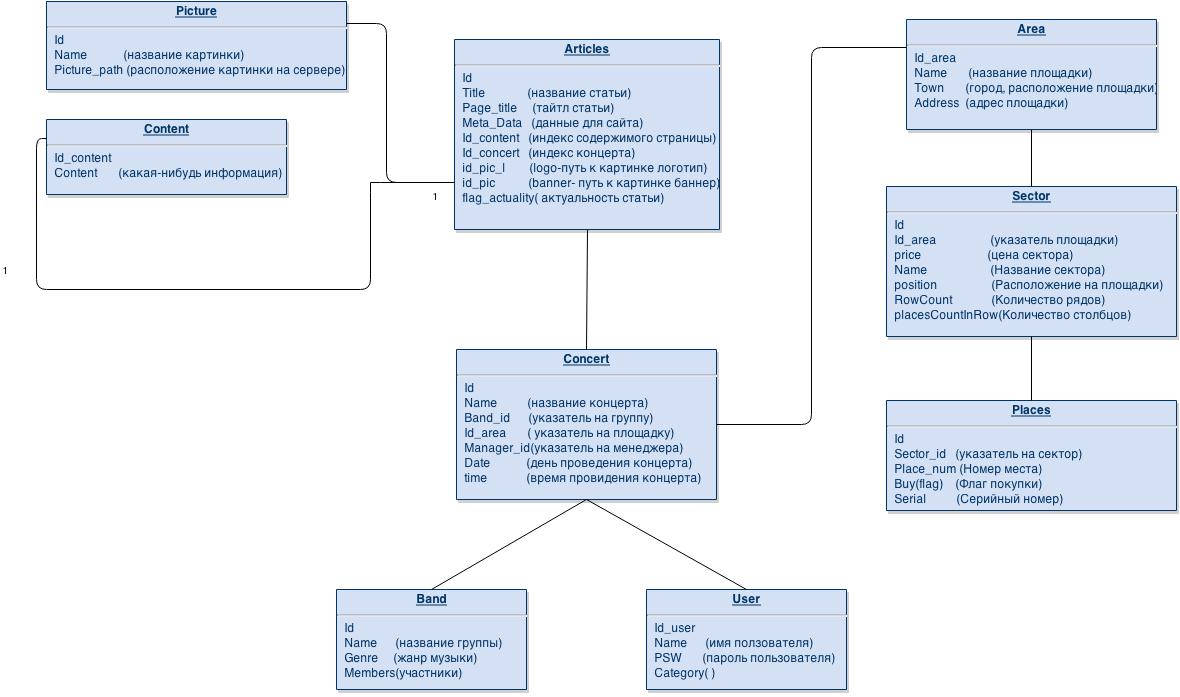 Picture
Id
Name (название картинки)
Picture_path (расположение картинки на сервере)
Content
Id_content
Content (какая-нибудь информация)
1
1
Articles
Id
Title (название статьи)
Page_title (тайтл статьи)
Meta_Data (данные для сайта)
Id_content (индекс содержимого страницы)
Id_concert (индекс концерта)
id_pic_l (logo-путь к картинке логотип)
id_pic (banner- путь к картинке баннер)
flag_actuality( актуальность статьи)
Area
Id_area
Name (название площадки)
Town (город, расположение площадки)
Address (адрес площадки)
Sector
Id
Id_area (указатель площадки)
price (цена сектора)
Name (Название сектора)
position (Расположение на площадки)
RowCount (Количество рядов)
placesCountInRow(Количество столбцов)
Concert
Id
Name (название концерта)
Band_id (указатель на группу)
Id_area ( указатель на площадку)
Manager_id(указатель на менеджера)
Date (день проведения концерта)
time (время провидения концерта)
Places
Id
Sector_id (указатель на сектор)
Place_num (Номер места)
Buy(flag) (Флаг покупки)
Serial (Серийный номер)
Band
Id
Name (название группы)
Genre (жанр музыки)
Members(участники)
User
Id_user
Name (имя ползователя)
PSW (пароль пользователя)
Category( )